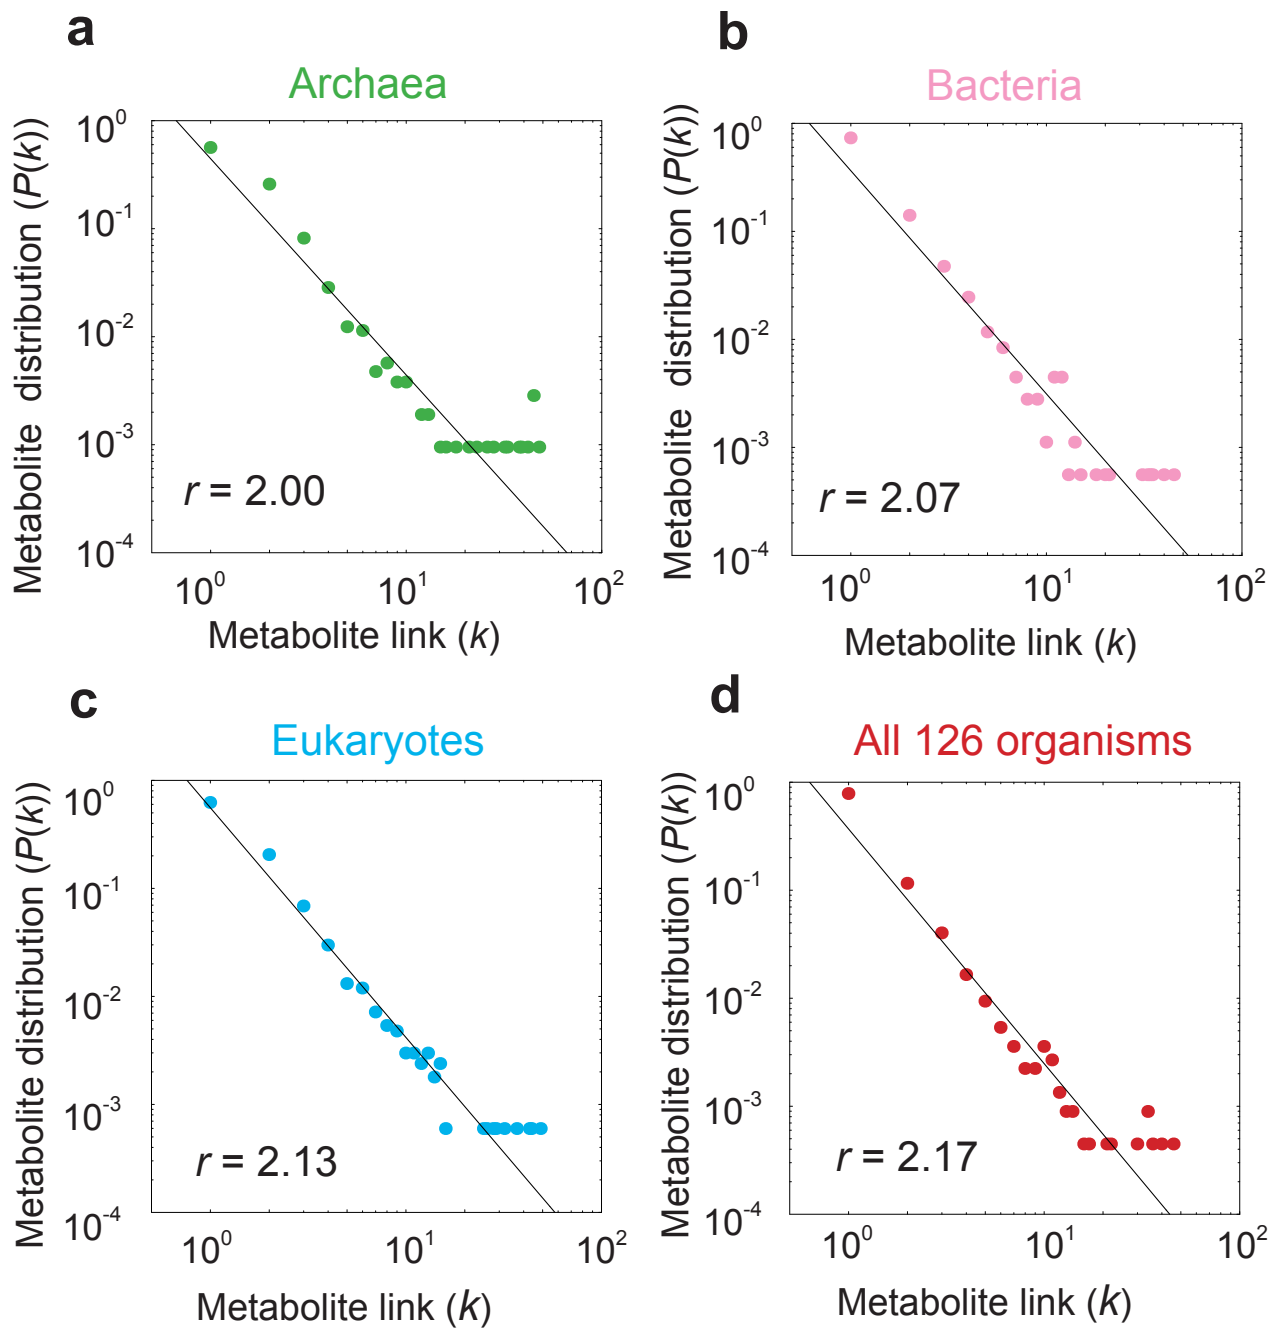 a
Archaea
Metabolite distribution (P(k))
10^0
10^-1
10^-2
10^-3
10^-4
r = 2.00
10^0 10^1 10^2
Metabolite link (k)
b
Bacteria
Metabolite distribution (P(k))
10^0
10^-1
10^-2
10^-3
10^-4
r = 2.07
10^0 10^1 10^2
Metabolite link (k)
c
Eukaryotes
Metabolite distribution (P(k))
10^0
10^-1
10^-2
10^-3
10^-4
r = 2.13
10^0 10^1 10^2
Metabolite link (k)
d
All 126 organisms
Metabolite distribution (P(k))
10^0
10^-1
10^-2
10^-3
10^-4
r = 2.17
10^0 10^1 10^2
Metabolite link (k)